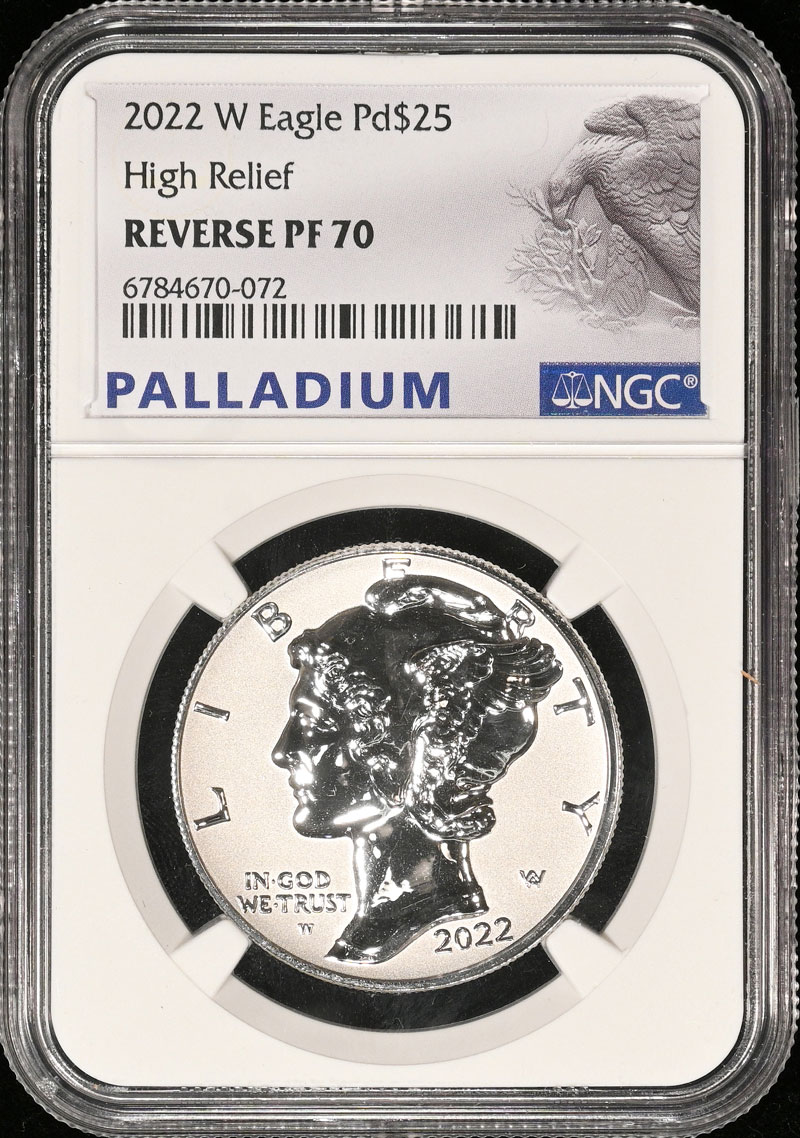 2022 W Eagle Pd$25
High Relief
REVERSE PF 70
6784670-072
PALLADIUM
NGC®
LIBERTY
IN·GOD
WE·TRUST
W
AW
2022